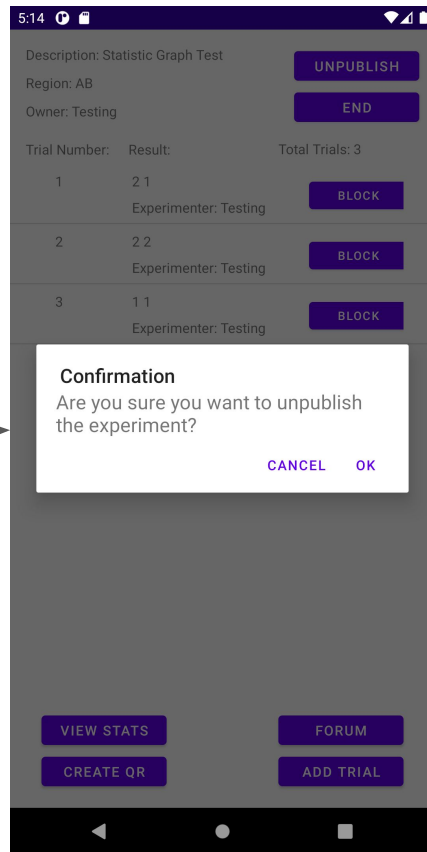 5:14
Description: Statistic Graph Test
UNPUBLISH
Region: AB
END
Owner: Testing
Trial Number: Result: Total Trials: 3
1 2 1
BLOCK
Experimenter: Testing
2 2 2
BLOCK
Experimenter: Testing
3 1 1
BLOCK
Experimenter: Testing
Confirmation
Are you sure you want to unpublish
the experiment?
CANCEL OK
VIEW STATS FORUM
CREATE QR ADD TRIAL